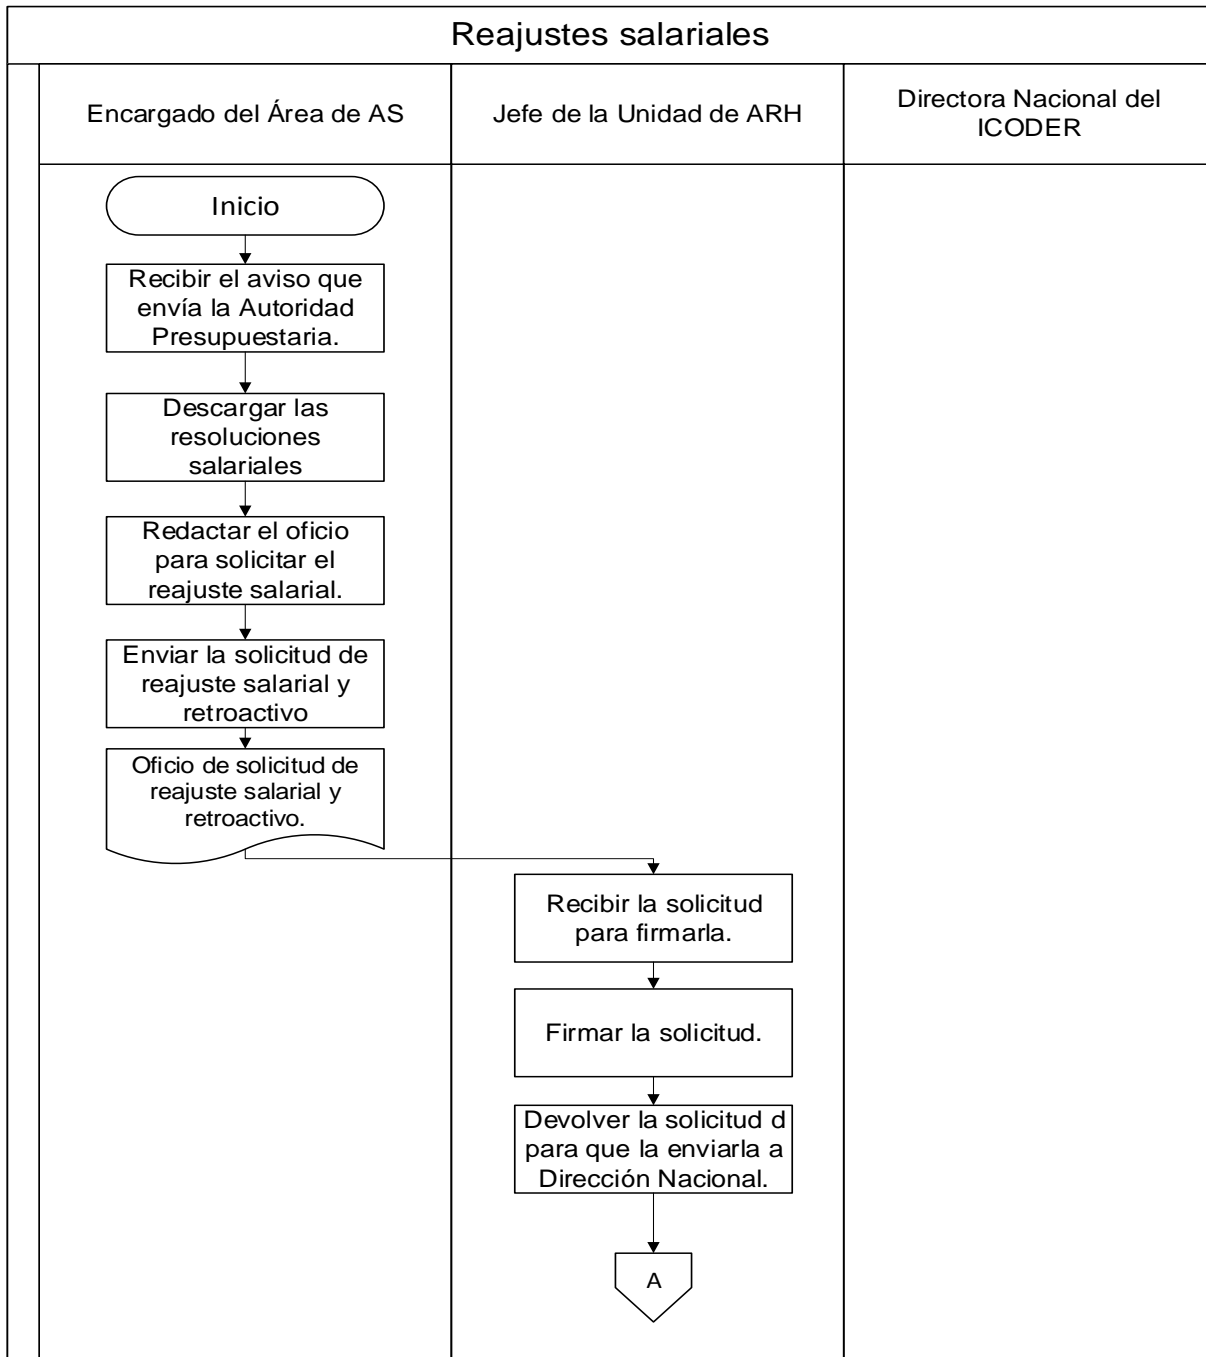 Reajustes salariales
Encargado del Área de AS
Jefe de la Unidad de ARH
Directora Nacional del
ICODER
Inicio
Recibir el aviso que
envía la Autoridad
Presupuestaria.
Descargar las
resoluciones
salariales
Redactar el oficio
para solicitar el
reajuste salarial.
Enviar la solicitud de
reajuste salarial y
retroactivo
Oficio de solicitud de
reajuste salarial y
retroactivo.
Recibir la solicitud
para firmarla.
Firmar la solicitud.
Devolver la solicitud d
para que la enviarla a
Dirección Nacional.
A